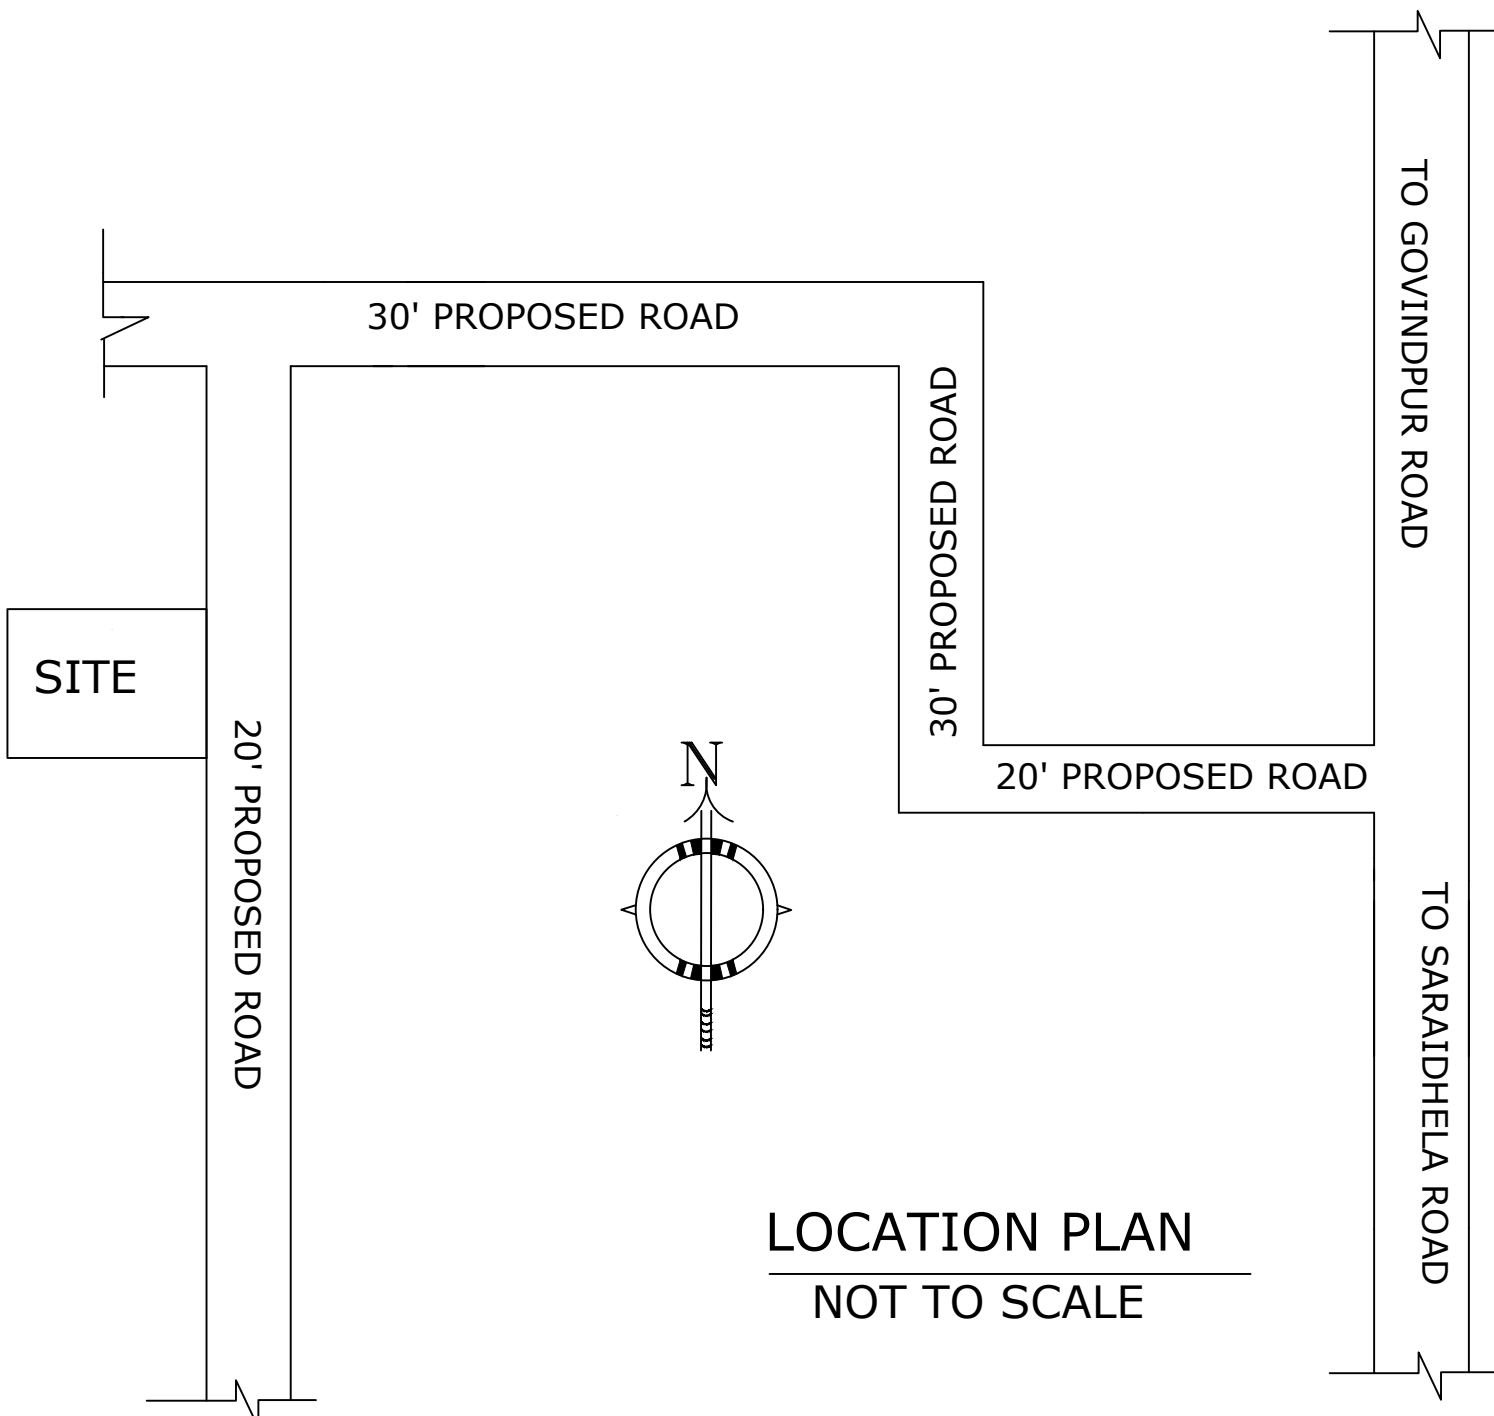 TO GOVINDPUR ROAD
30' PROPOSED ROAD
30' PROPOSED ROAD
SITE
20' PROPOSED ROAD
N
20' PROPOSED ROAD
TO SARAIDHELA ROAD
LOCATION PLAN
NOT TO SCALE